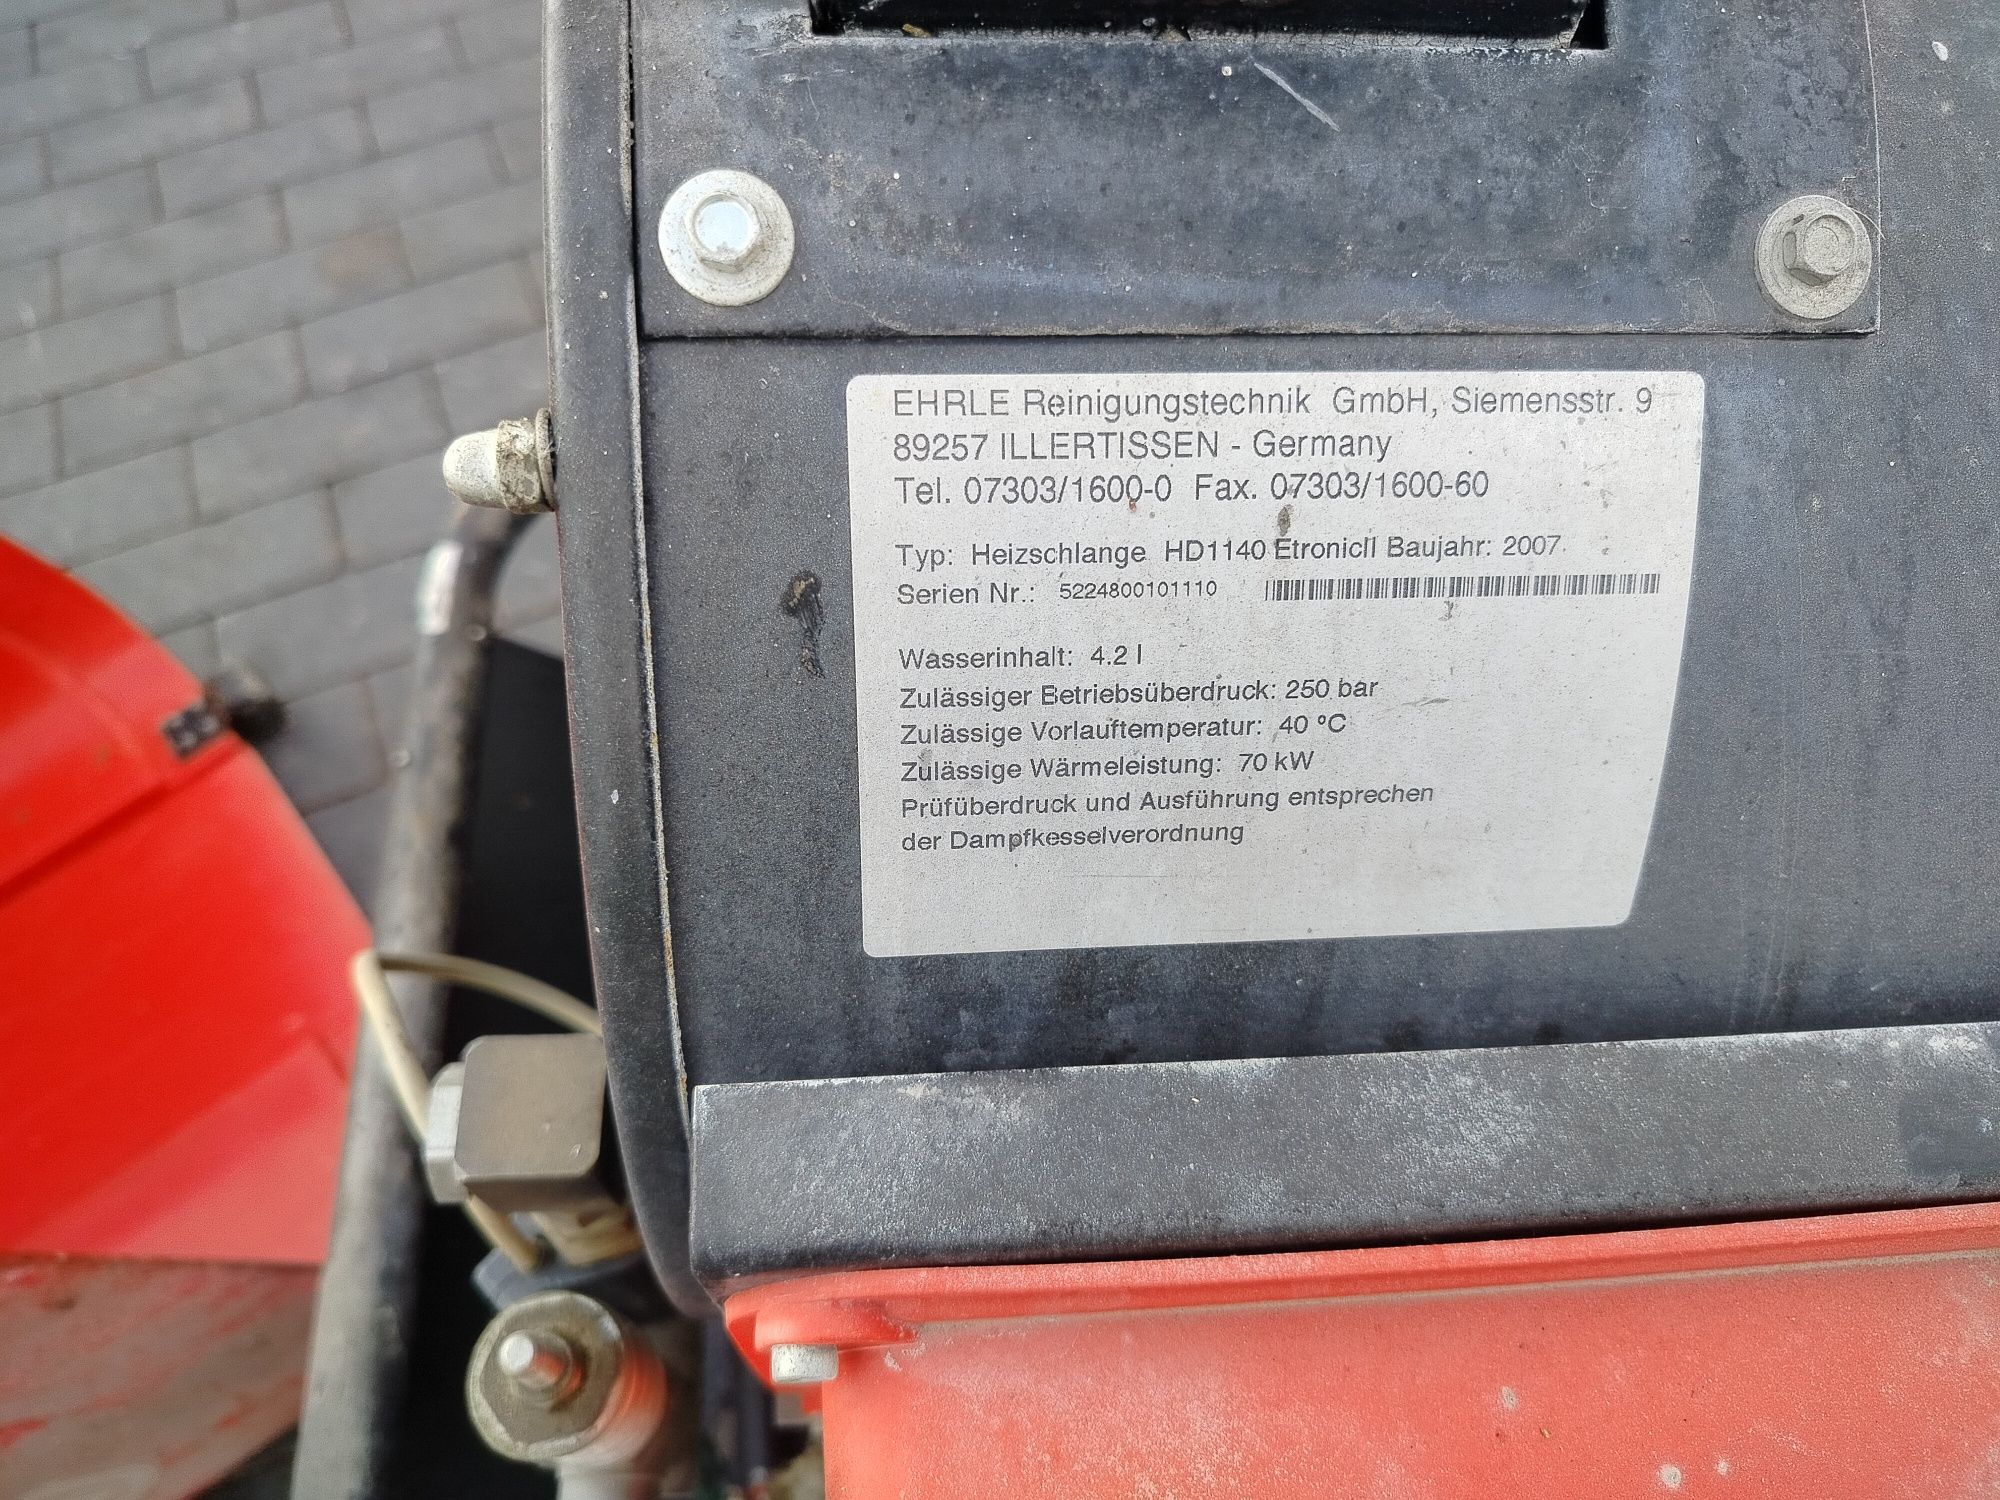 EHRLE Reinigungstechnik GmbH, Siemensstr. 9
89257 ILLERTISSEN - Germany
Tel. 07303/1600-0 Fax. 07303/1600-60
Typ: Heizschlange HD1140 EtronicII Baujahr: 2007
Serien Nr.: 5224800101110
Wasserinhalt: 4.2 l
Zulässiger Betriebsüberdruck: 250 bar
Zulässige Vorlauftemperatur: 40 °C
Zulässige Wärmeleistung: 70 kW
Prüfüberdruck und Ausführung entsprechen
der Dampfkesselverordnung